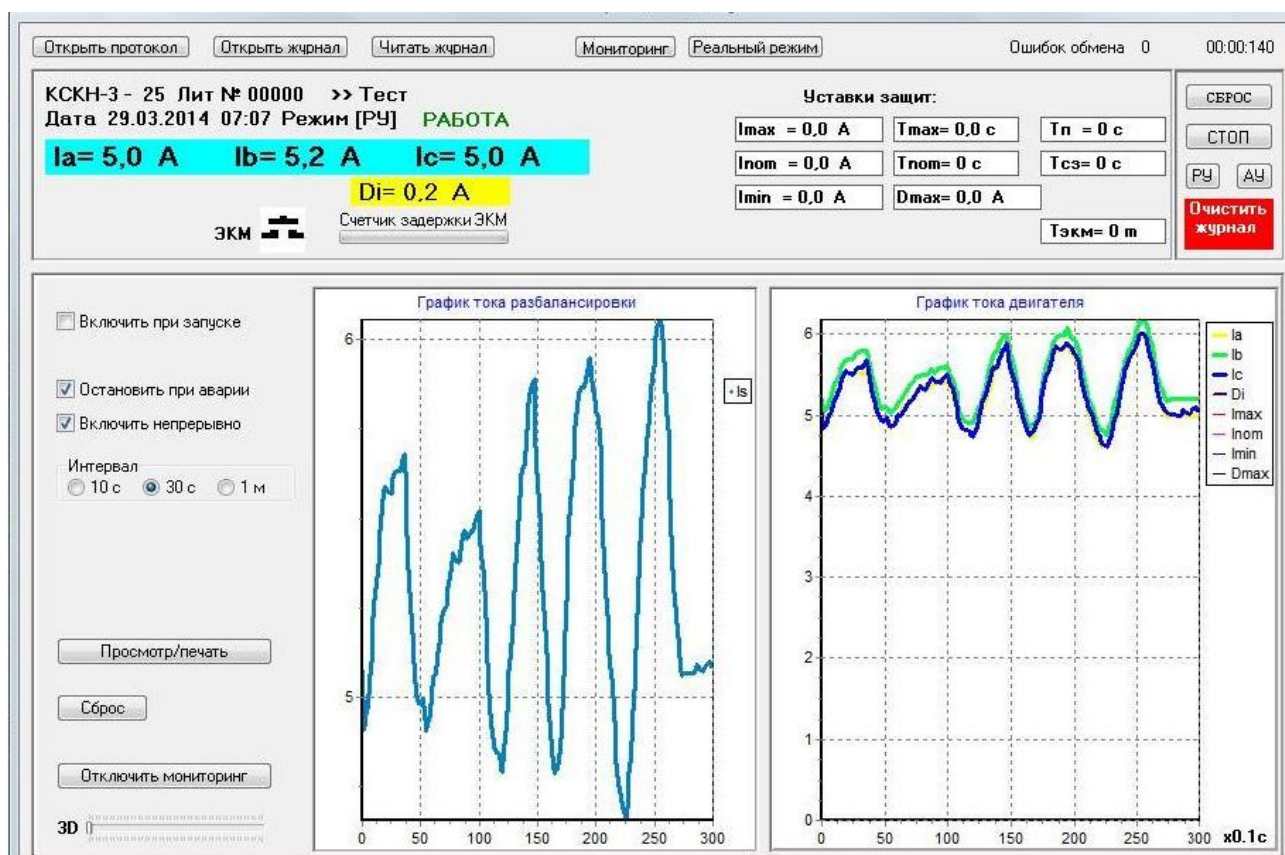 Открыть протокол Открыть журнал Читать журнал Мониторинг Реальный режим Ошибок обмена 0 00:00:140
КСКН-3 - 25 Лит № 00000 >> Тест
Дата 29.03.2014 07:07 Режим [РУ] РАБОТА
Ia= 5,0 A Ib= 5,2 A Ic= 5,0 A
Di= 0,2 A
ЭКМ Счетчик задержки ЭКМ
Уставки защит:
Imax = 0,0 A Tmax= 0,0 с Тп = 0 с
Inom = 0,0 A Tnom= 0 с Тсз= 0 с
Imin = 0,0 A Dmax= 0,0 A
Тэкм= 0 m
СБРОС
СТОП
РУ АУ
Очистить
журнал
Включить при запуске
Остановить при аварии
Включить непрерывно
Интервал
10 с 30 с 1 м
Просмотр/печать
Сброс
Отключить мониторинг
3D
График тока разбалансировки
6
5
0 50 100 150 200 250 300
Is
График тока двигателя
6
5
4
3
2
1
0
0 50 100 150 200 250 300 x0.1с
Ia
Ib
Ic
Di
Imax
Inom
Imin
Dmax